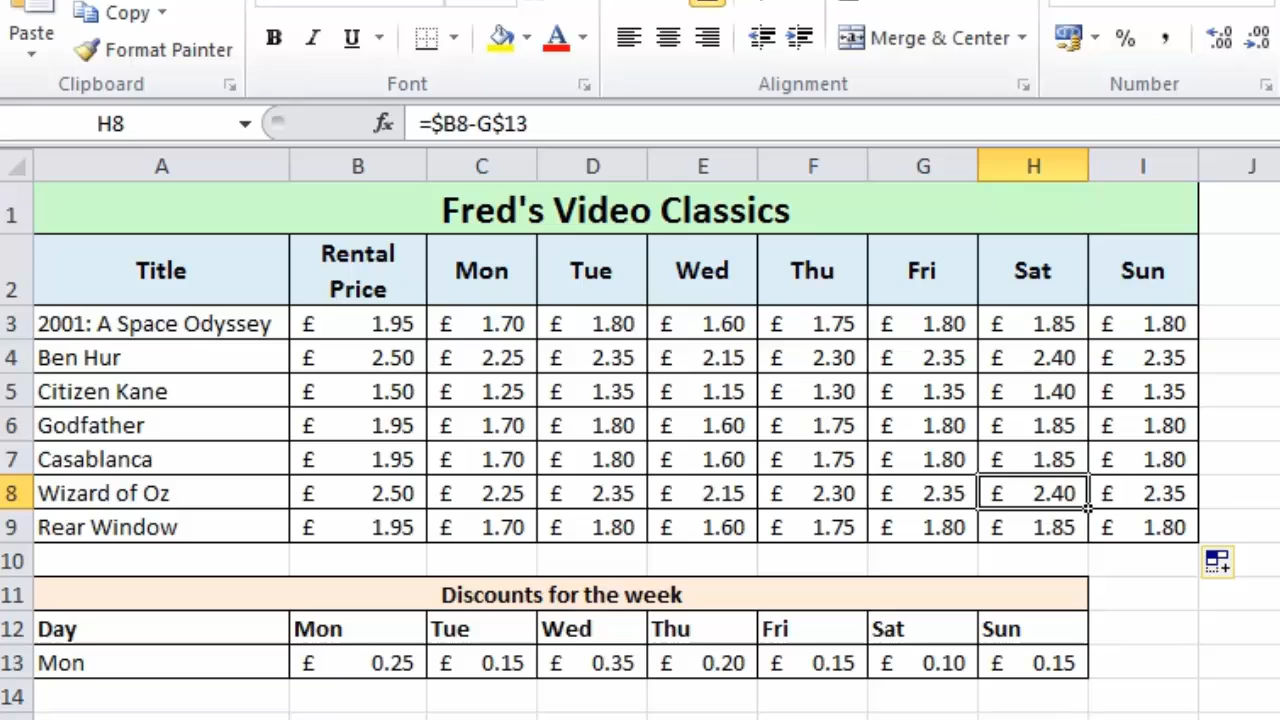 Copy
Paste
Format Painter
B I U A
Merge & Center
% , .0 .00 .00 .0
Clipboard Font Alignment Number
H8 fx =$B8-G$13
A B C D E F G H I J
1 Fred's Video Classics
2 Title Rental Price Mon Tue Wed Thu Fri Sat Sun
3 2001: A Space Odyssey £ 1.95 £ 1.70 £ 1.80 £ 1.60 £ 1.75 £ 1.80 £ 1.85 £ 1.80
4 Ben Hur £ 2.50 £ 2.25 £ 2.35 £ 2.15 £ 2.30 £ 2.35 £ 2.40 £ 2.35
5 Citizen Kane £ 1.50 £ 1.25 £ 1.35 £ 1.15 £ 1.30 £ 1.35 £ 1.40 £ 1.35
6 Godfather £ 1.95 £ 1.70 £ 1.80 £ 1.60 £ 1.75 £ 1.80 £ 1.85 £ 1.80
7 Casablanca £ 1.95 £ 1.70 £ 1.80 £ 1.60 £ 1.75 £ 1.80 £ 1.85 £ 1.80
8 Wizard of Oz £ 2.50 £ 2.25 £ 2.35 £ 2.15 £ 2.30 £ 2.35 £ 2.40 £ 2.35
9 Rear Window £ 1.95 £ 1.70 £ 1.80 £ 1.60 £ 1.75 £ 1.80 £ 1.85 £ 1.80
10
11 Discounts for the week
12 Day Mon Tue Wed Thu Fri Sat Sun
13 Mon £ 0.25 £ 0.15 £ 0.35 £ 0.20 £ 0.15 £ 0.10 £ 0.15
14